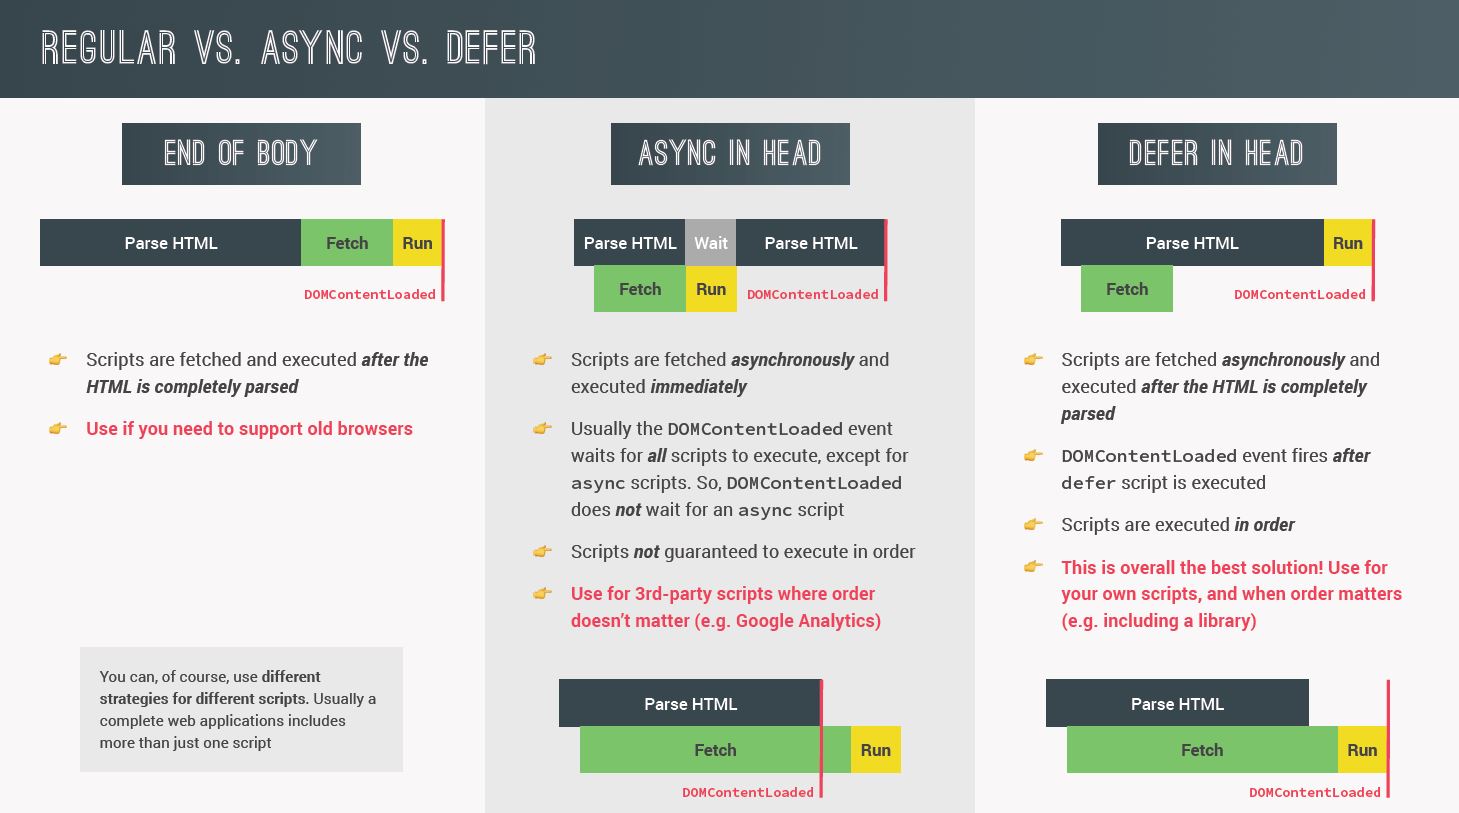 REGULAR VS. ASYNC VS. DEFER
END OF BODY
Parse HTML
Fetch
Run
DOMContentLoaded
Scripts are fetched and executed after the
HTML is completely parsed
Use if you need to support old browsers
You can, of course, use different
strategies for different scripts. Usually a
complete web applications includes
more than just one script
ASYNC IN HEAD
Parse HTML
Wait
Parse HTML
Fetch
Run
DOMContentLoaded
Scripts are fetched asynchronously and
executed immediately
Usually the DOMContentLoaded event
waits for all scripts to execute, except for
async scripts. So, DOMContentLoaded
does not wait for an async script
Scripts not guaranteed to execute in order
Use for 3rd-party scripts where order
doesn’t matter (e.g. Google Analytics)
Parse HTML
Fetch
Run
DOMContentLoaded
DEFER IN HEAD
Parse HTML
Run
Fetch
DOMContentLoaded
Scripts are fetched asynchronously and
executed after the HTML is completely
parsed
DOMContentLoaded event fires after
defer script is executed
Scripts are executed in order
This is overall the best solution! Use for
your own scripts, and when order matters
(e.g. including a library)
Parse HTML
Fetch
Run
DOMContentLoaded